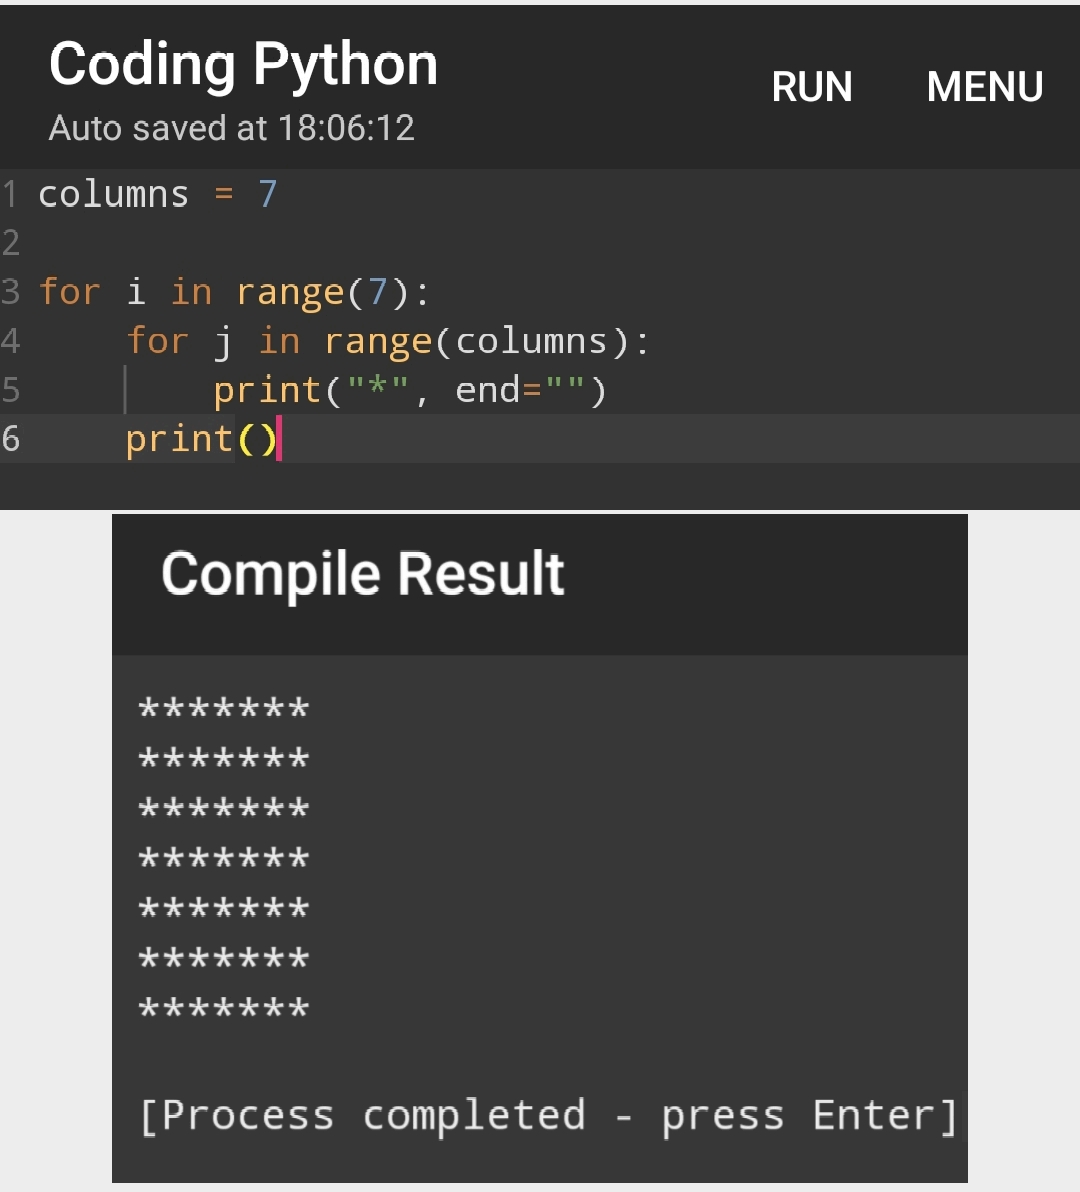 Coding Python
RUN MENU
Auto saved at 18:06:12
1 columns = 7
2
3 for i in range(7):
4     for j in range(columns):
5         print("*", end="")
6     print()
Compile Result
*******
*******
*******
*******
*******
*******
*******
[Process completed - press Enter]